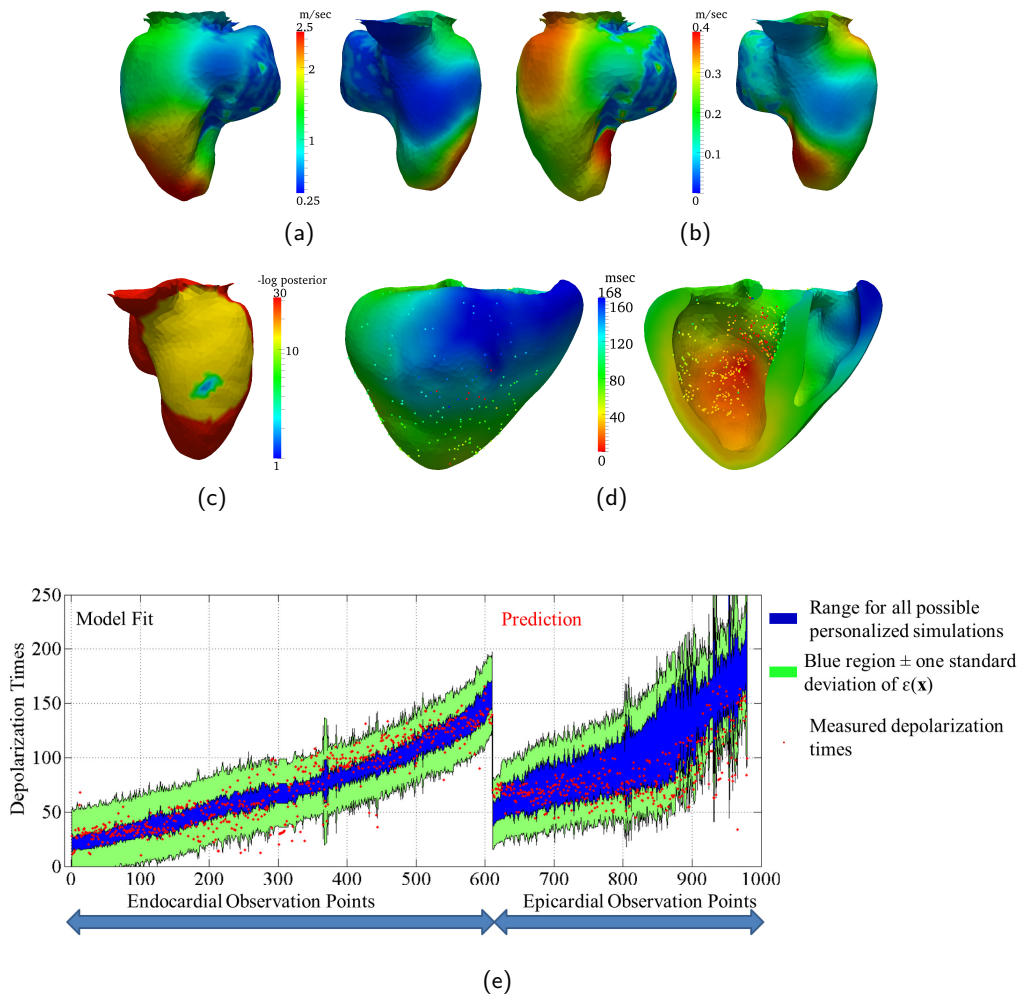 m/sec
2.5
2
1
0.25
m/sec
0.4
0.3
0.2
0.1
0
(a)
(b)
-log posterior
30
10
1
msec
168
160
120
80
40
0
(c)
(d)
250
200
150
100
50
0
Depolarization Times
Model Fit
Prediction
0 100 200 300 400 500 600 700 800 900 1000
Endocardial Observation Points
Epicardial Observation Points
Range for all possible
personalized simulations
Blue region ± one standard
deviation of ε(x)
Measured depolarization
times
(e)